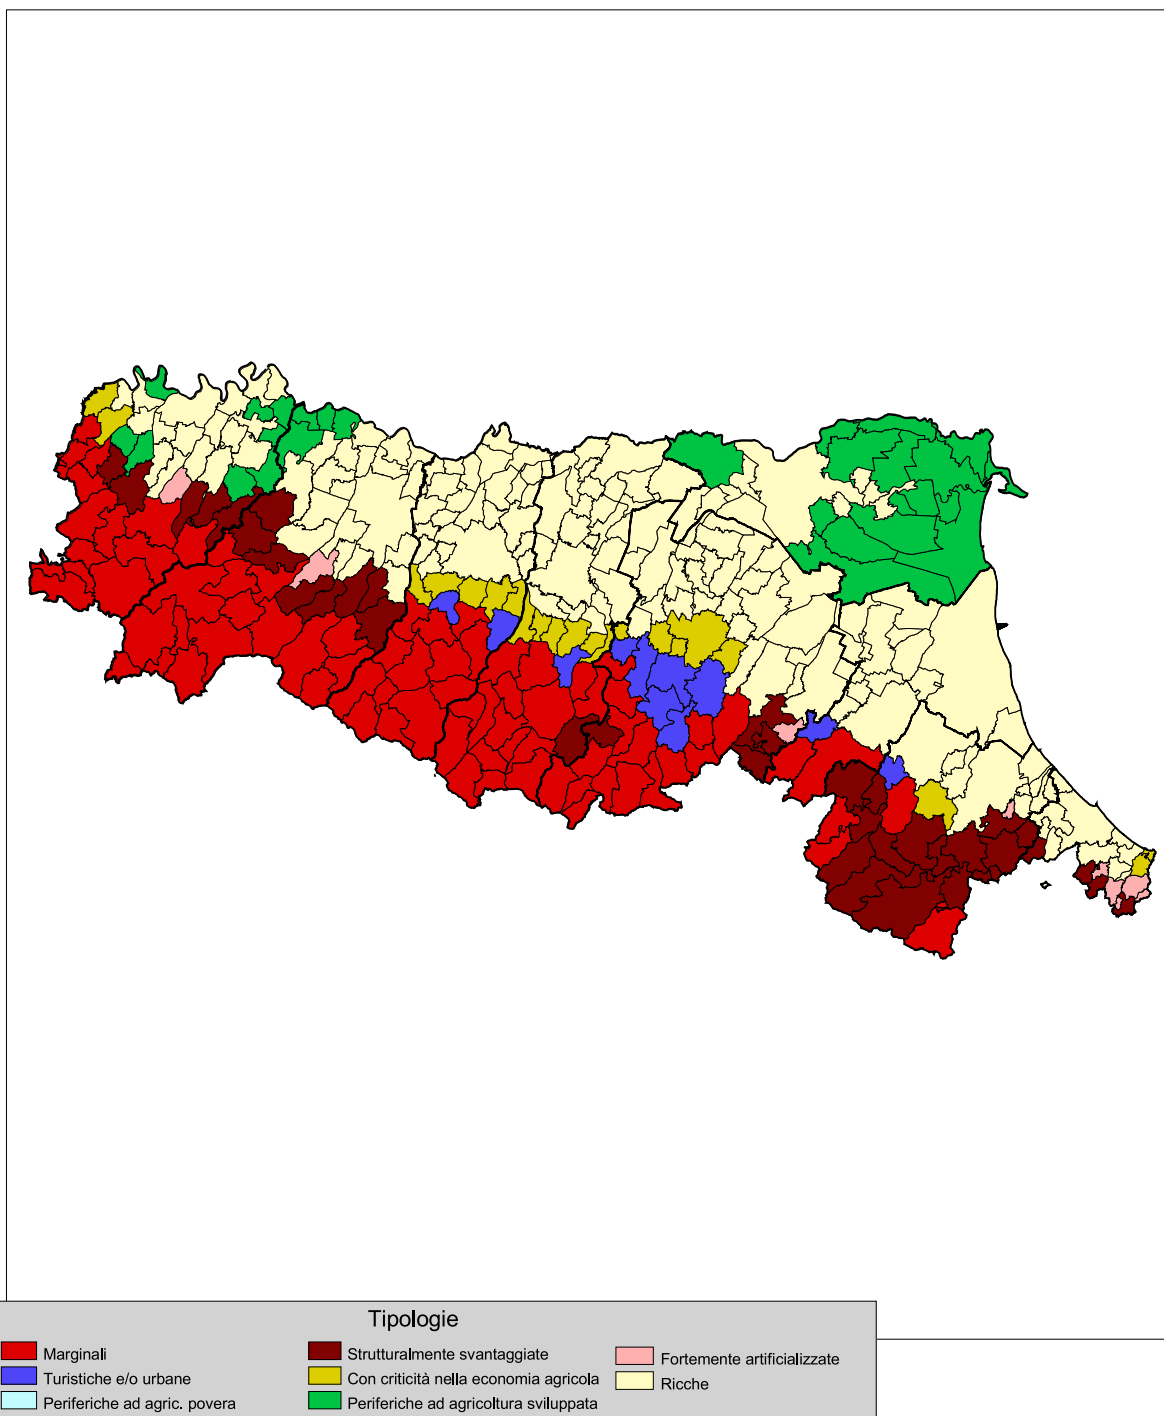 Tipologie
Marginali
Turistiche e/o urbane
Periferiche ad agric. povera
Strutturalmente svantaggiate
Con criticità nella economia agricola
Periferiche ad agricoltura sviluppata
Fortemente artificializzate
Ricche